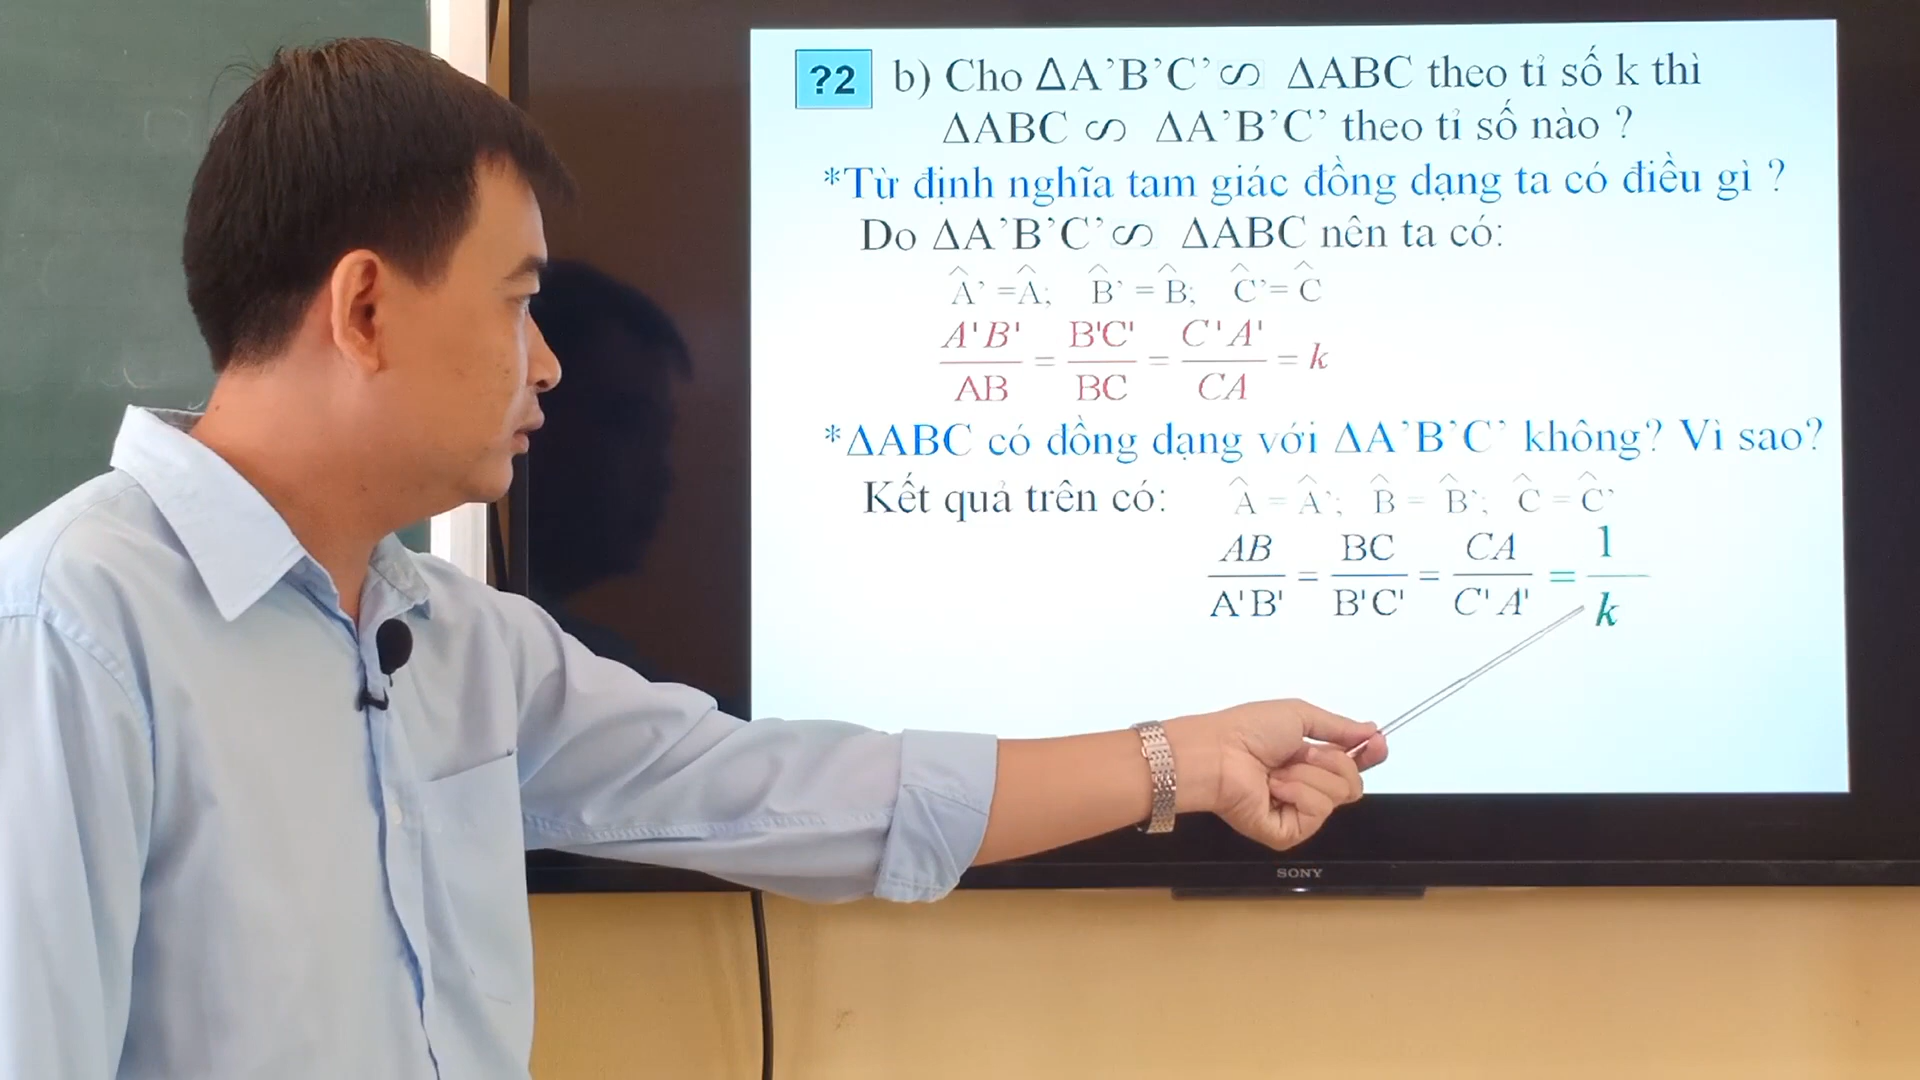 ?2 b) Cho ΔA’B’C’ ∽ ΔABC theo tỉ số k thì
ΔABC ∽ ΔA’B’C’ theo tỉ số nào ?
*Từ định nghĩa tam giác đồng dạng ta có điều gì ?
Do ΔA’B’C’ ∽ ΔABC nên ta có:
Â’ = Â; B̂’ = B̂; Ĉ’ = Ĉ
A'B'/AB = B'C'/BC = C'A'/CA = k
*ΔABC có đồng dạng với ΔA’B’C’ không? Vì sao?
Kết quả trên có: Â = Â’; B̂ = B̂’; Ĉ = Ĉ’
AB/A'B' = BC/B'C' = CA/C'A' = 1/k
SONY